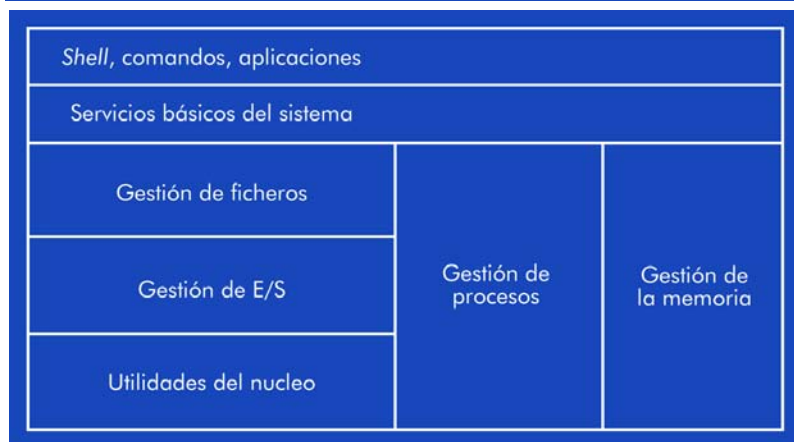 Shell, comandos, aplicaciones
Servicios básicos del sistema
Gestión de ficheros
Gestión de E/S
Utilidades del nucleo
Gestión de
procesos
Gestión de
la memoria